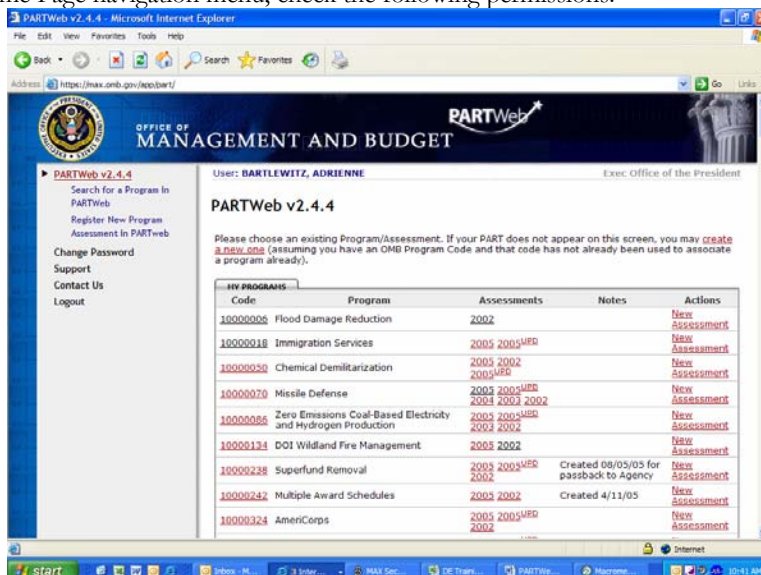 me Page navigation menu, check the following permissions.
PARTWeb v2.4.4 - Microsoft Internet Explorer
File Edit View Favorites Tools Help
Back Search Favorites
Address https://max.omb.gov/app/part/ Go Links
OFFICE OF
MANAGEMENT AND BUDGET
PARTWeb
PARTWeb v2.4.4
Search for a Program In
PARTWeb
Register New Program
Assessment In PARTweb
Change Password
Support
Contact Us
Logout
User: BARTLEWITZ, ADRIENNE Exec Office of the President
PARTWeb v2.4.4
Please choose an existing Program/Assessment. If your PART does not appear on this screen, you may create
a new one (assuming you have an OMB Program Code and that code has not already been used to associate
a program already).
MY PROGRAMS
Code Program Assessments Notes Actions
10000006 Flood Damage Reduction 2002 New
Assessment
10000018 Immigration Services 2005 2005UPD New
Assessment
10000050 Chemical Demilitarization 2005 2002
2005UPD New
Assessment
10000070 Missile Defense 2005 2005UPD
2004 2003 2002 New
Assessment
10000086 Zero Emissions Coal-Based Electricity
and Hydrogen Production 2005 2005UPD
2003 2002 New
Assessment
10000134 DOI Wildland Fire Management 2005 2002 New
Assessment
10000238 Superfund Removal 2005 2005UPD
2002 Created 08/05/05 for
passback to Agency New
Assessment
10000242 Multiple Award Schedules 2005 2002 Created 4/11/05 New
Assessment
10000324 AmeriCorps 2005 2005UPD
2002 New
Assessment
Internet
start Inbox - M... 3 Inter... MAX Sec... DE Train... PARTWe... Macrome... 10:41 AM